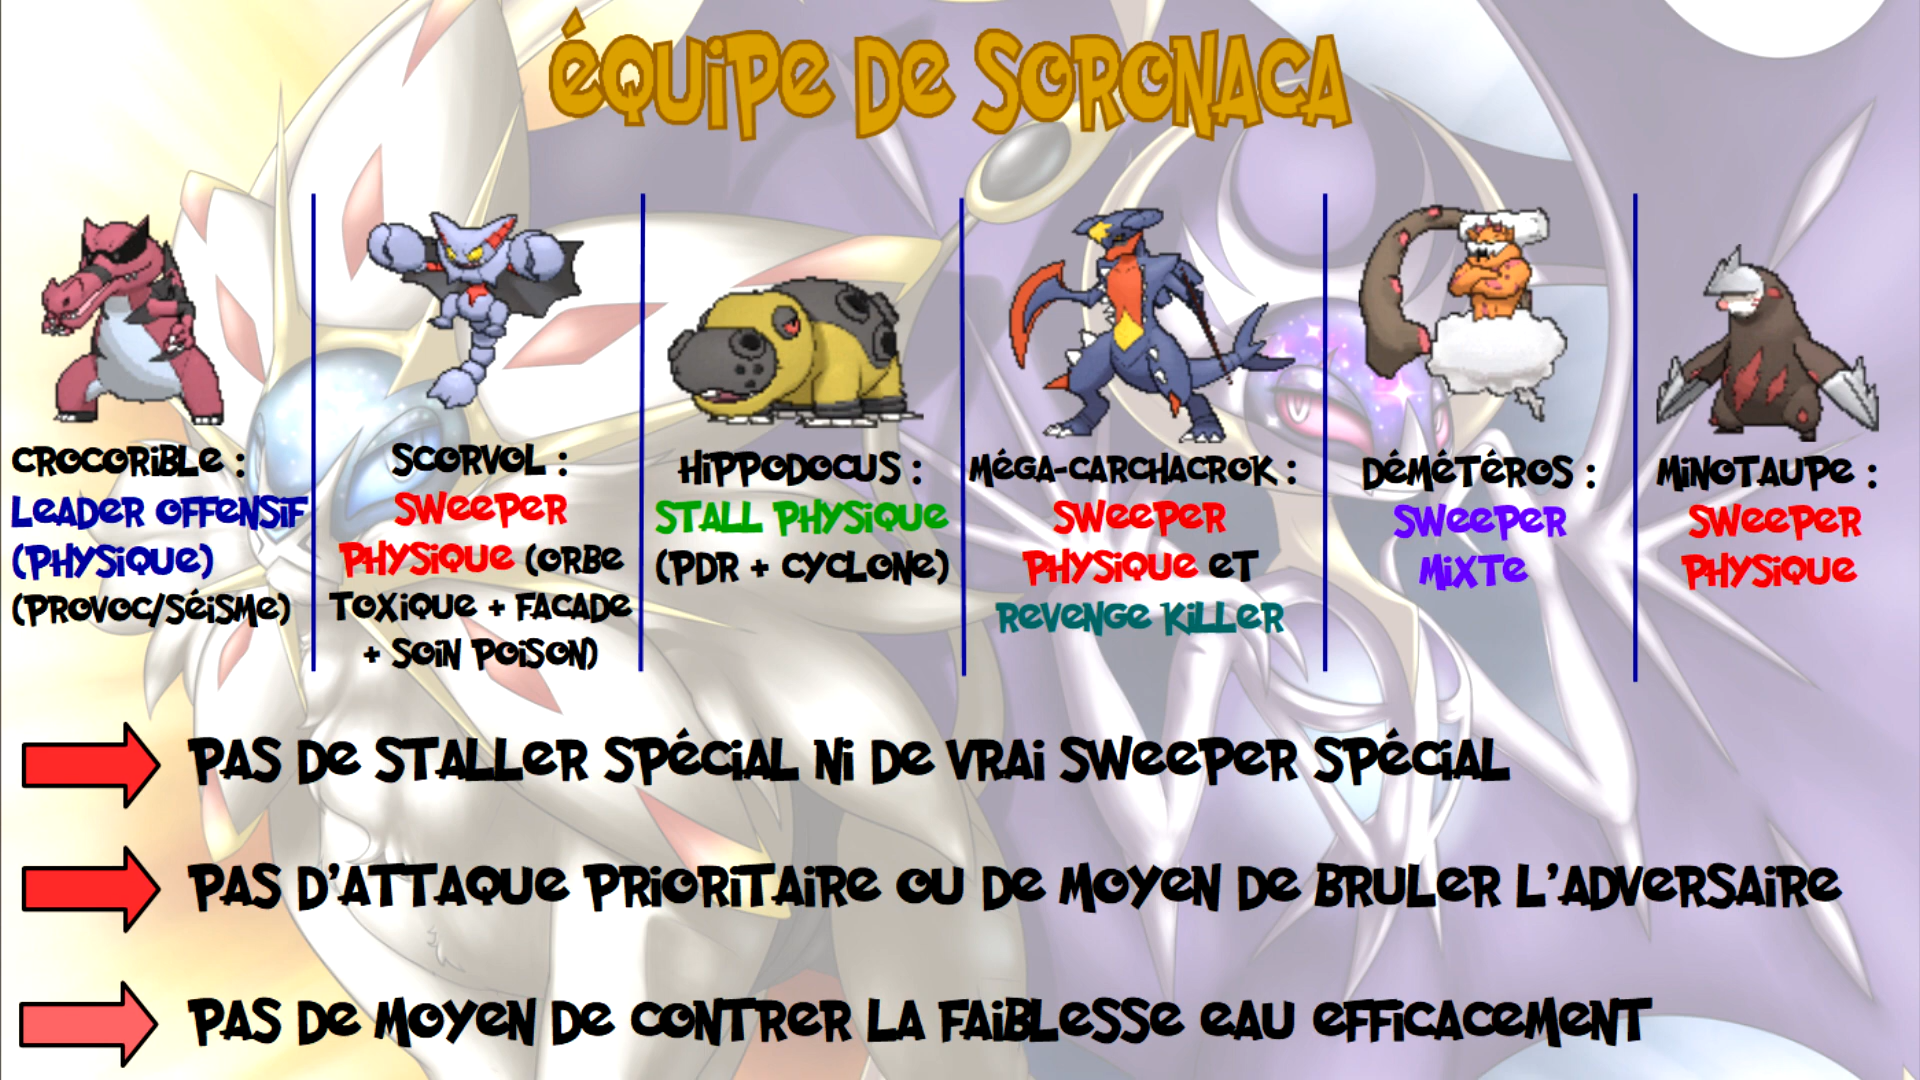 équipe de Soronaca
Crocorible :
Leader offensif
(physique)
(Provoc/Séisme)
Scorvol :
Sweeper
physique (Orbe
Toxique + Facade
+ Soin Poison)
Hippodocus :
Stall physique
(PDR + Cyclone)
Méga-Carchacrok :
Sweeper
physique et
revenge killer
Démétéros :
Sweeper
mixte
Minotaupe :
Sweeper
physique
Pas de staller spécial ni de vrai sweeper spécial
Pas d'attaque prioritaire ou de moyen de bruler l'adversaire
Pas de moyen de contrer la faiblesse eau efficacement